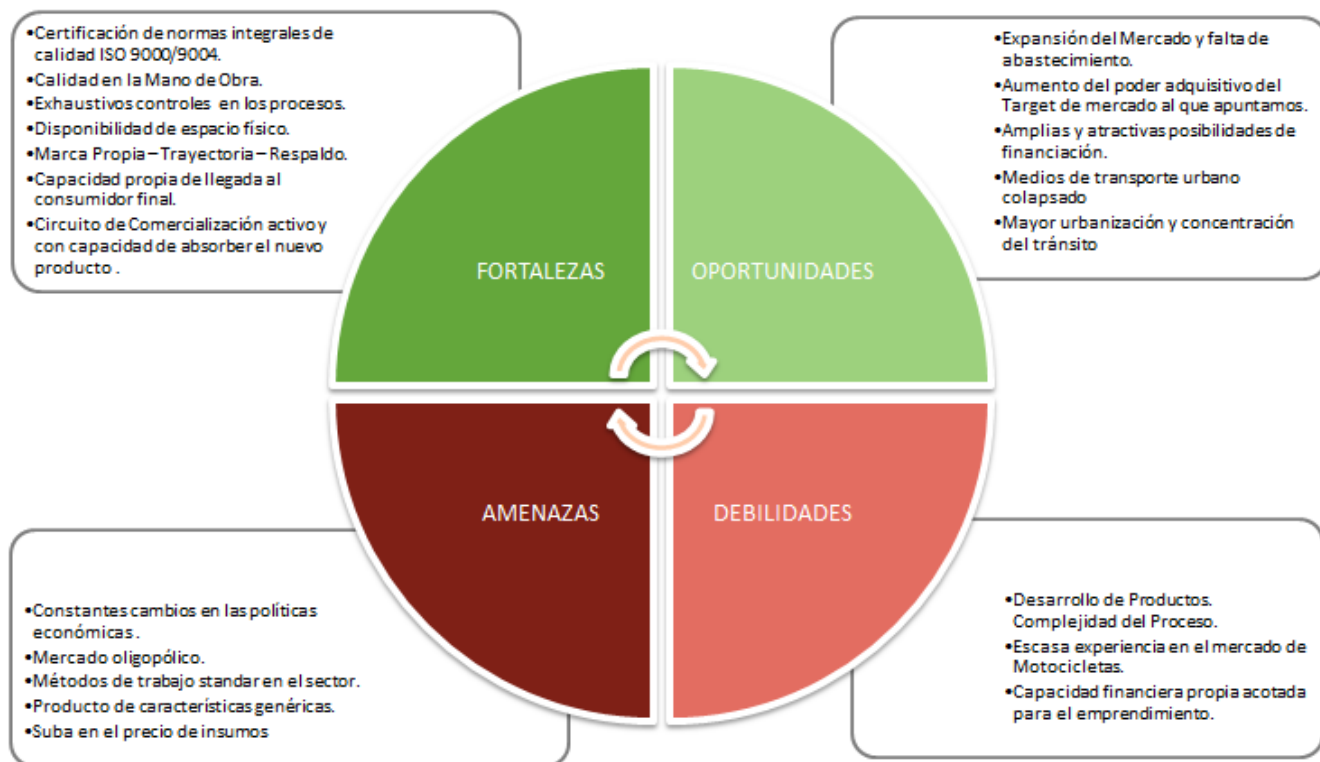 •Certificación de normas integrales de
calidad ISO 9000/9004.
•Calidad en la Mano de Obra.
•Exhaustivos controles en los procesos.
•Disponibilidad de espacio físico.
•Marca Propia – Trayectoria – Respaldo.
•Capacidad propia de llegada al
consumidor final.
•Circuito de Comercialización activo y
con capacidad de absorber el nuevo
producto .
•Expansión del Mercado y falta de
abastecimiento.
•Aumento del poder adquisitivo del
Target de mercado al que apuntamos.
•Amplias y atractivas posibilidades de
financiación.
•Medios de transporte urbano
colapsado
•Mayor urbanización y concentración
del tránsito
FORTALEZAS
OPORTUNIDADES
AMENAZAS
DEBILIDADES
•Constantes cambios en las políticas
económicas .
•Mercado oligopólico.
•Métodos de trabajo standar en el sector.
•Producto de características genéricas.
•Suba en el precio de insumos
•Desarrollo de Productos.
Complejidad del Proceso.
•Escasa experiencia en el mercado de
Motocicletas.
•Capacidad financiera propia acotada
para el emprendimiento.